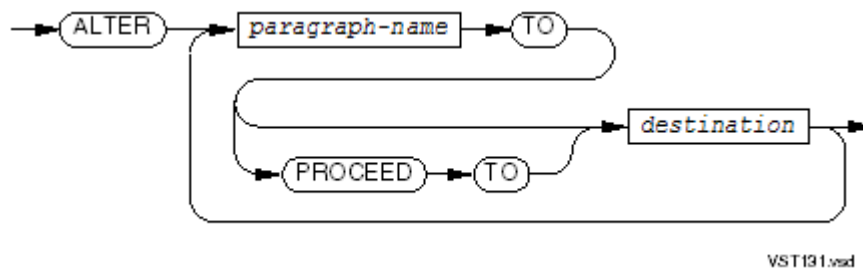 ALTER paragraph-name TO
destination
PROCEED TO
VST131.vsd